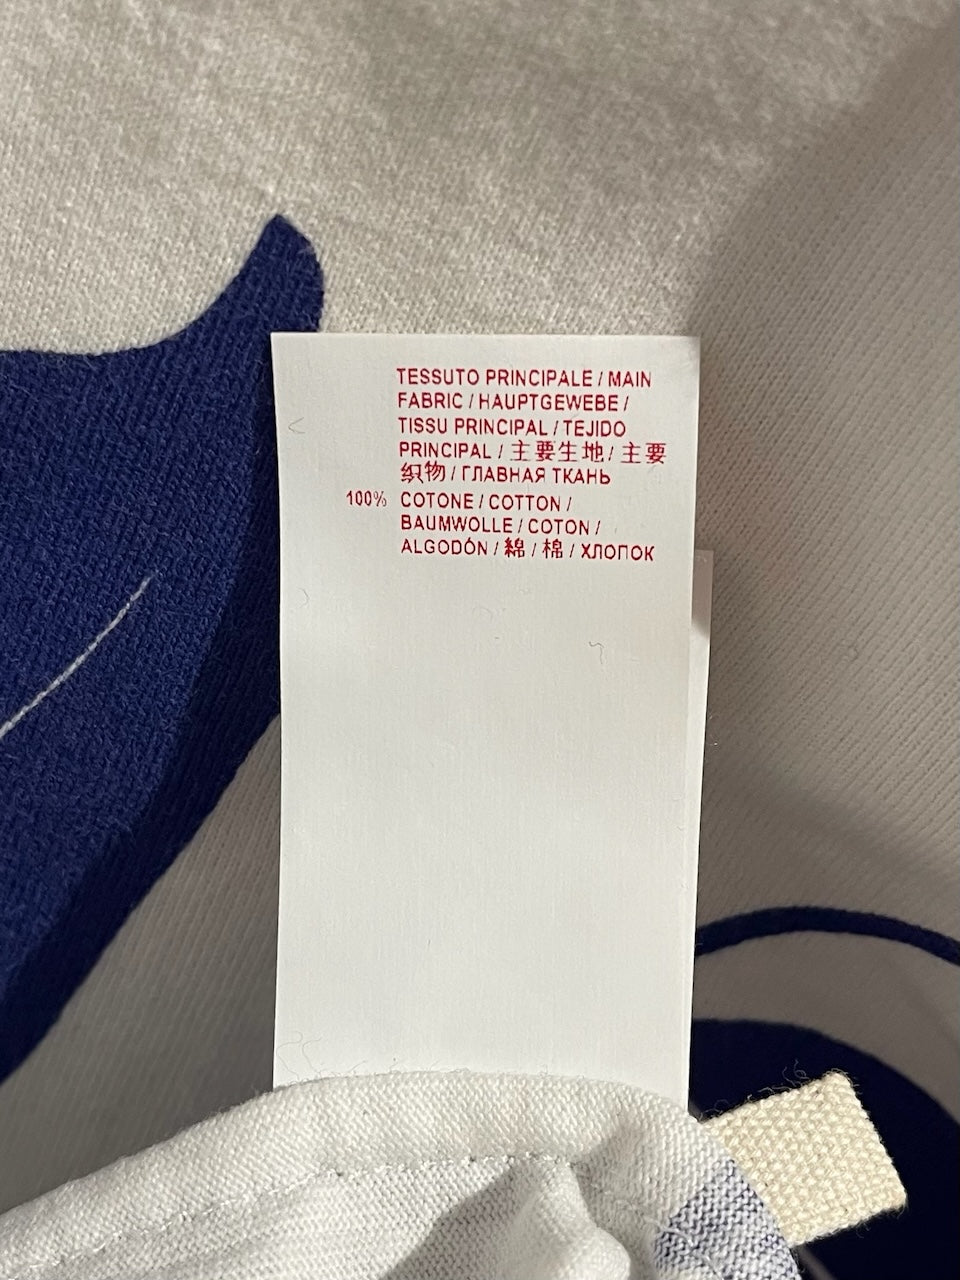 TESSUTO PRINCIPALE / MAIN
FABRIC / HAUPTGEWEBE /
TISSU PRINCIPAL / TEJIDO
PRINCIPAL / 主要生地 / 主要
织物 / ГЛАВНАЯ ТКАНЬ
100% COTONE / COTTON /
BAUMWOLLE / COTON /
ALGODÓN / 綿 / 棉 / ХЛОПОК